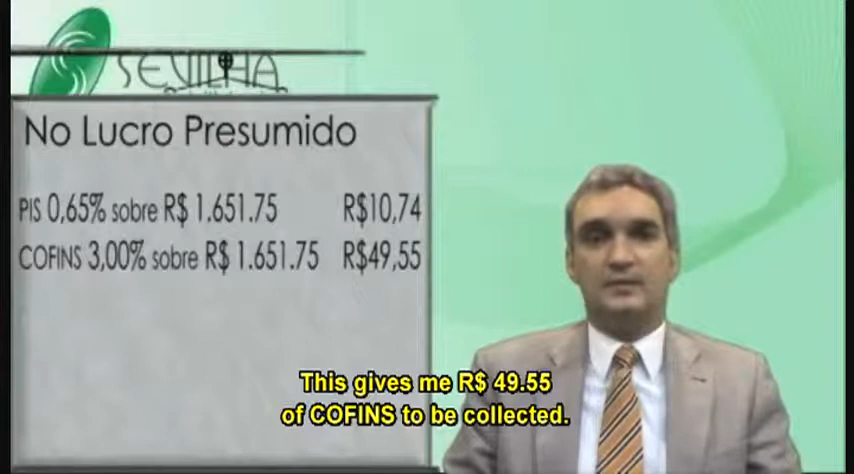 SEVILHA
No Lucro Presumido
PIS 0,65% sobre R$ 1.651.75 R$10,74
COFINS 3,00% sobre R$ 1.651.75 R$49,55
This gives me R$ 49.55
of COFINS to be collected.